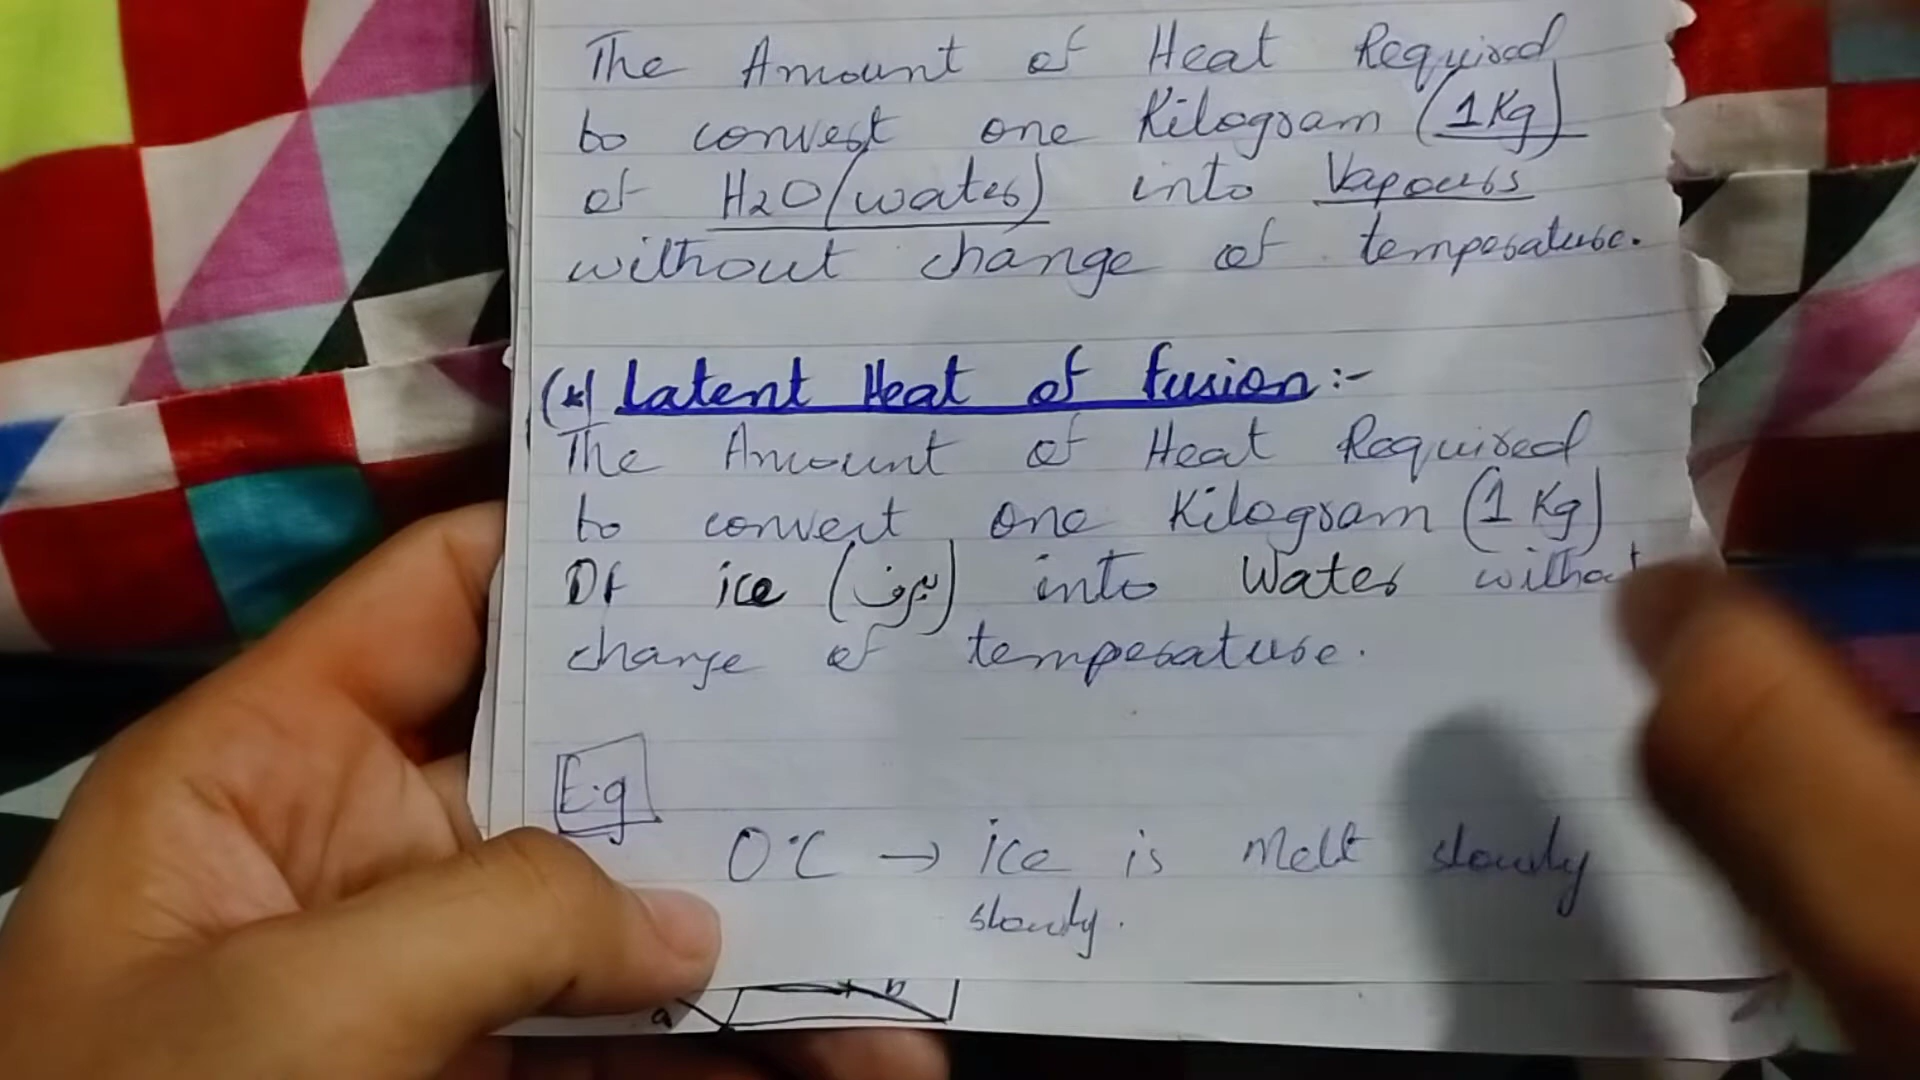 The Amount of Heat Required
to convert one Kilogram (1 Kg)
of H2O (water) into Vapours
without change of temperature.
(*) Latent Heat of Fusion :-
The Amount of Heat Required
to convert one Kilogram (1 Kg)
Of ice (برف) into Water without
change of temperature.
E.g
0°C → ice is melt slowly
slowly.
a b